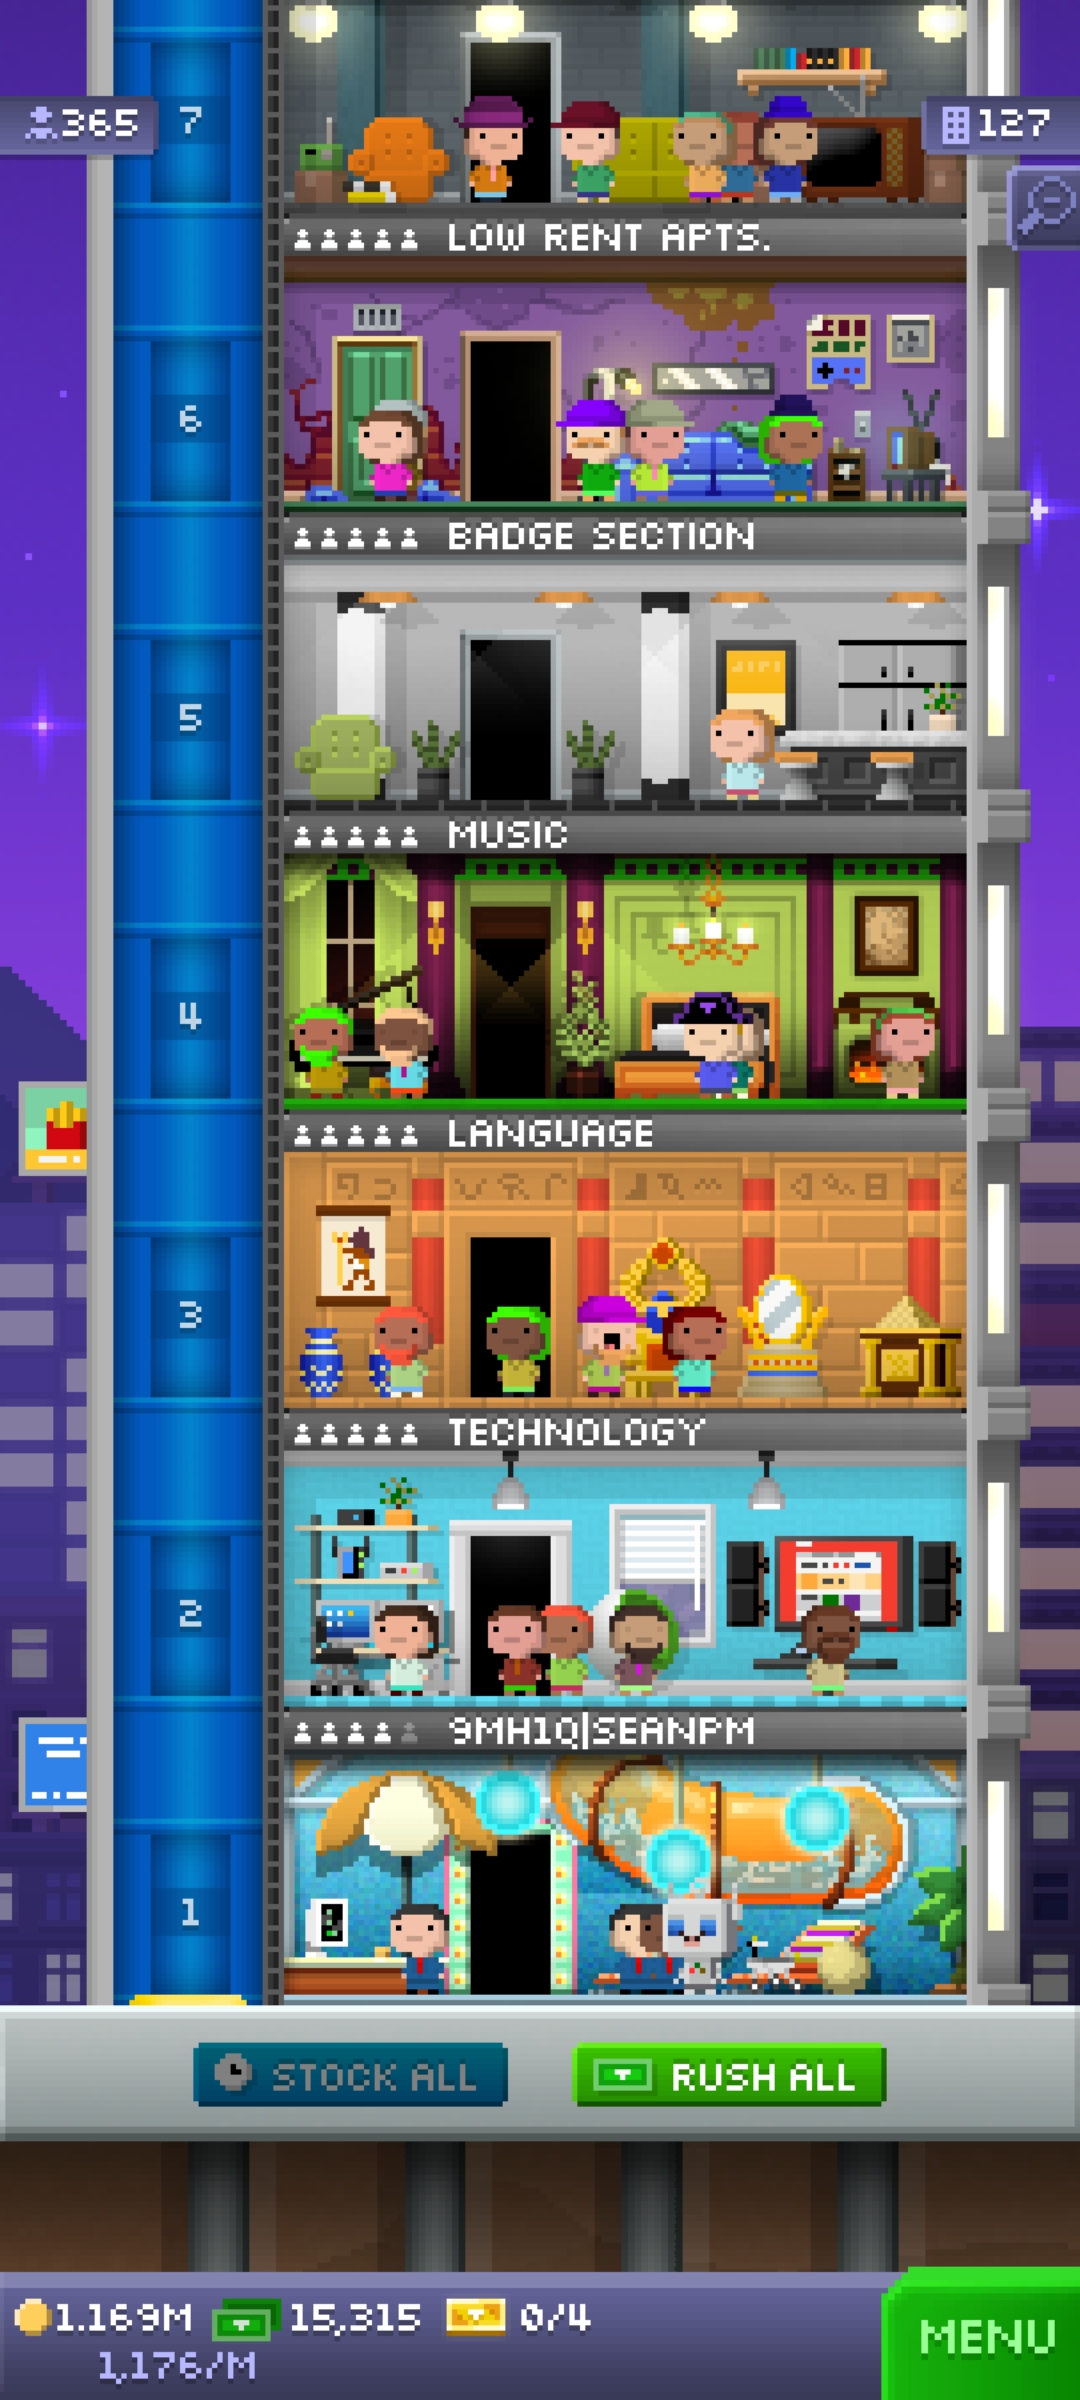 365
7
127
LOW RENT APTS.
6
BADGE SECTION
5
MUSIC
4
LANGUAGE
3
TECHNOLOGY
2
9MH1Q|SEANPM
1
STOCK ALL
RUSH ALL
1.169M
15,315
0/4
1,176/M
MENU